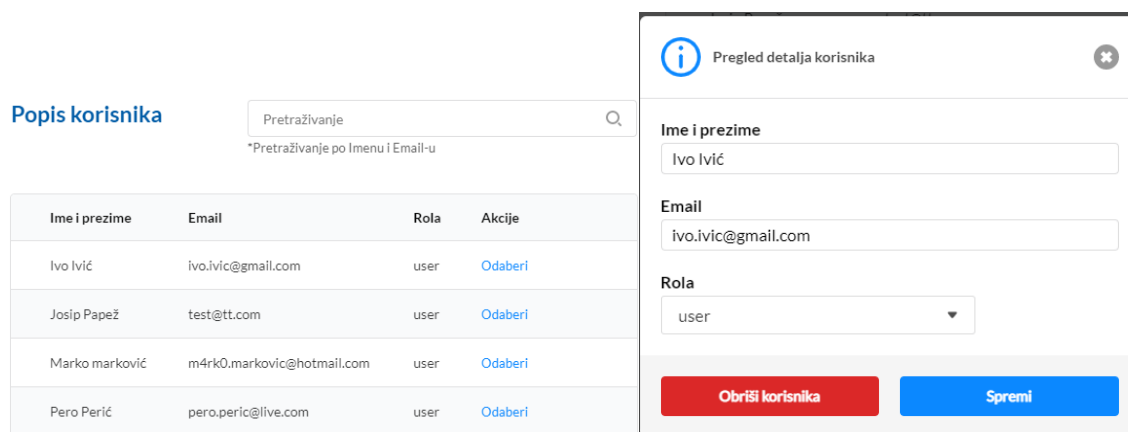 Popis korisnika
Pretraživanje
*Pretraživanje po Imenu i Email-u
Ime i prezime Email Rola Akcije
Ivo Ivić ivo.ivic@gmail.com user Odaberi
Josip Papež test@tt.com user Odaberi
Marko marković m4rk0.markovic@hotmail.com user Odaberi
Pero Perić pero.peric@live.com user Odaberi
Pregled detalja korisnika
Ime i prezime
Ivo Ivić
Email
ivo.ivic@gmail.com
Rola
user
Obriši korisnika Spremi